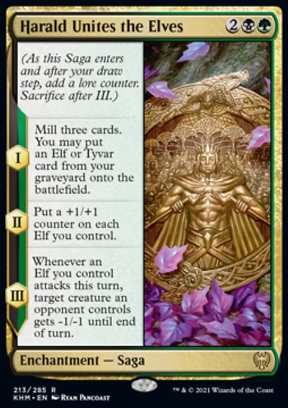 Harald Unites the Elves 2
(As this Saga enters
and after your draw
step, add a lore counter.
Sacrifice after III.)
I
Mill three cards.
You may put
an Elf or Tyvar
card from your
graveyard onto the
battlefield.
II
Put a +1/+1
counter on each
Elf you control.
III
Whenever an
Elf you control
attacks this turn,
target creature an
opponent controls
gets -1/-1 until end
of turn.
Enchantment — Saga
213/285 R
KHM • EN RYAN PANCOAST
™ & © 2021 Wizards of the Coast